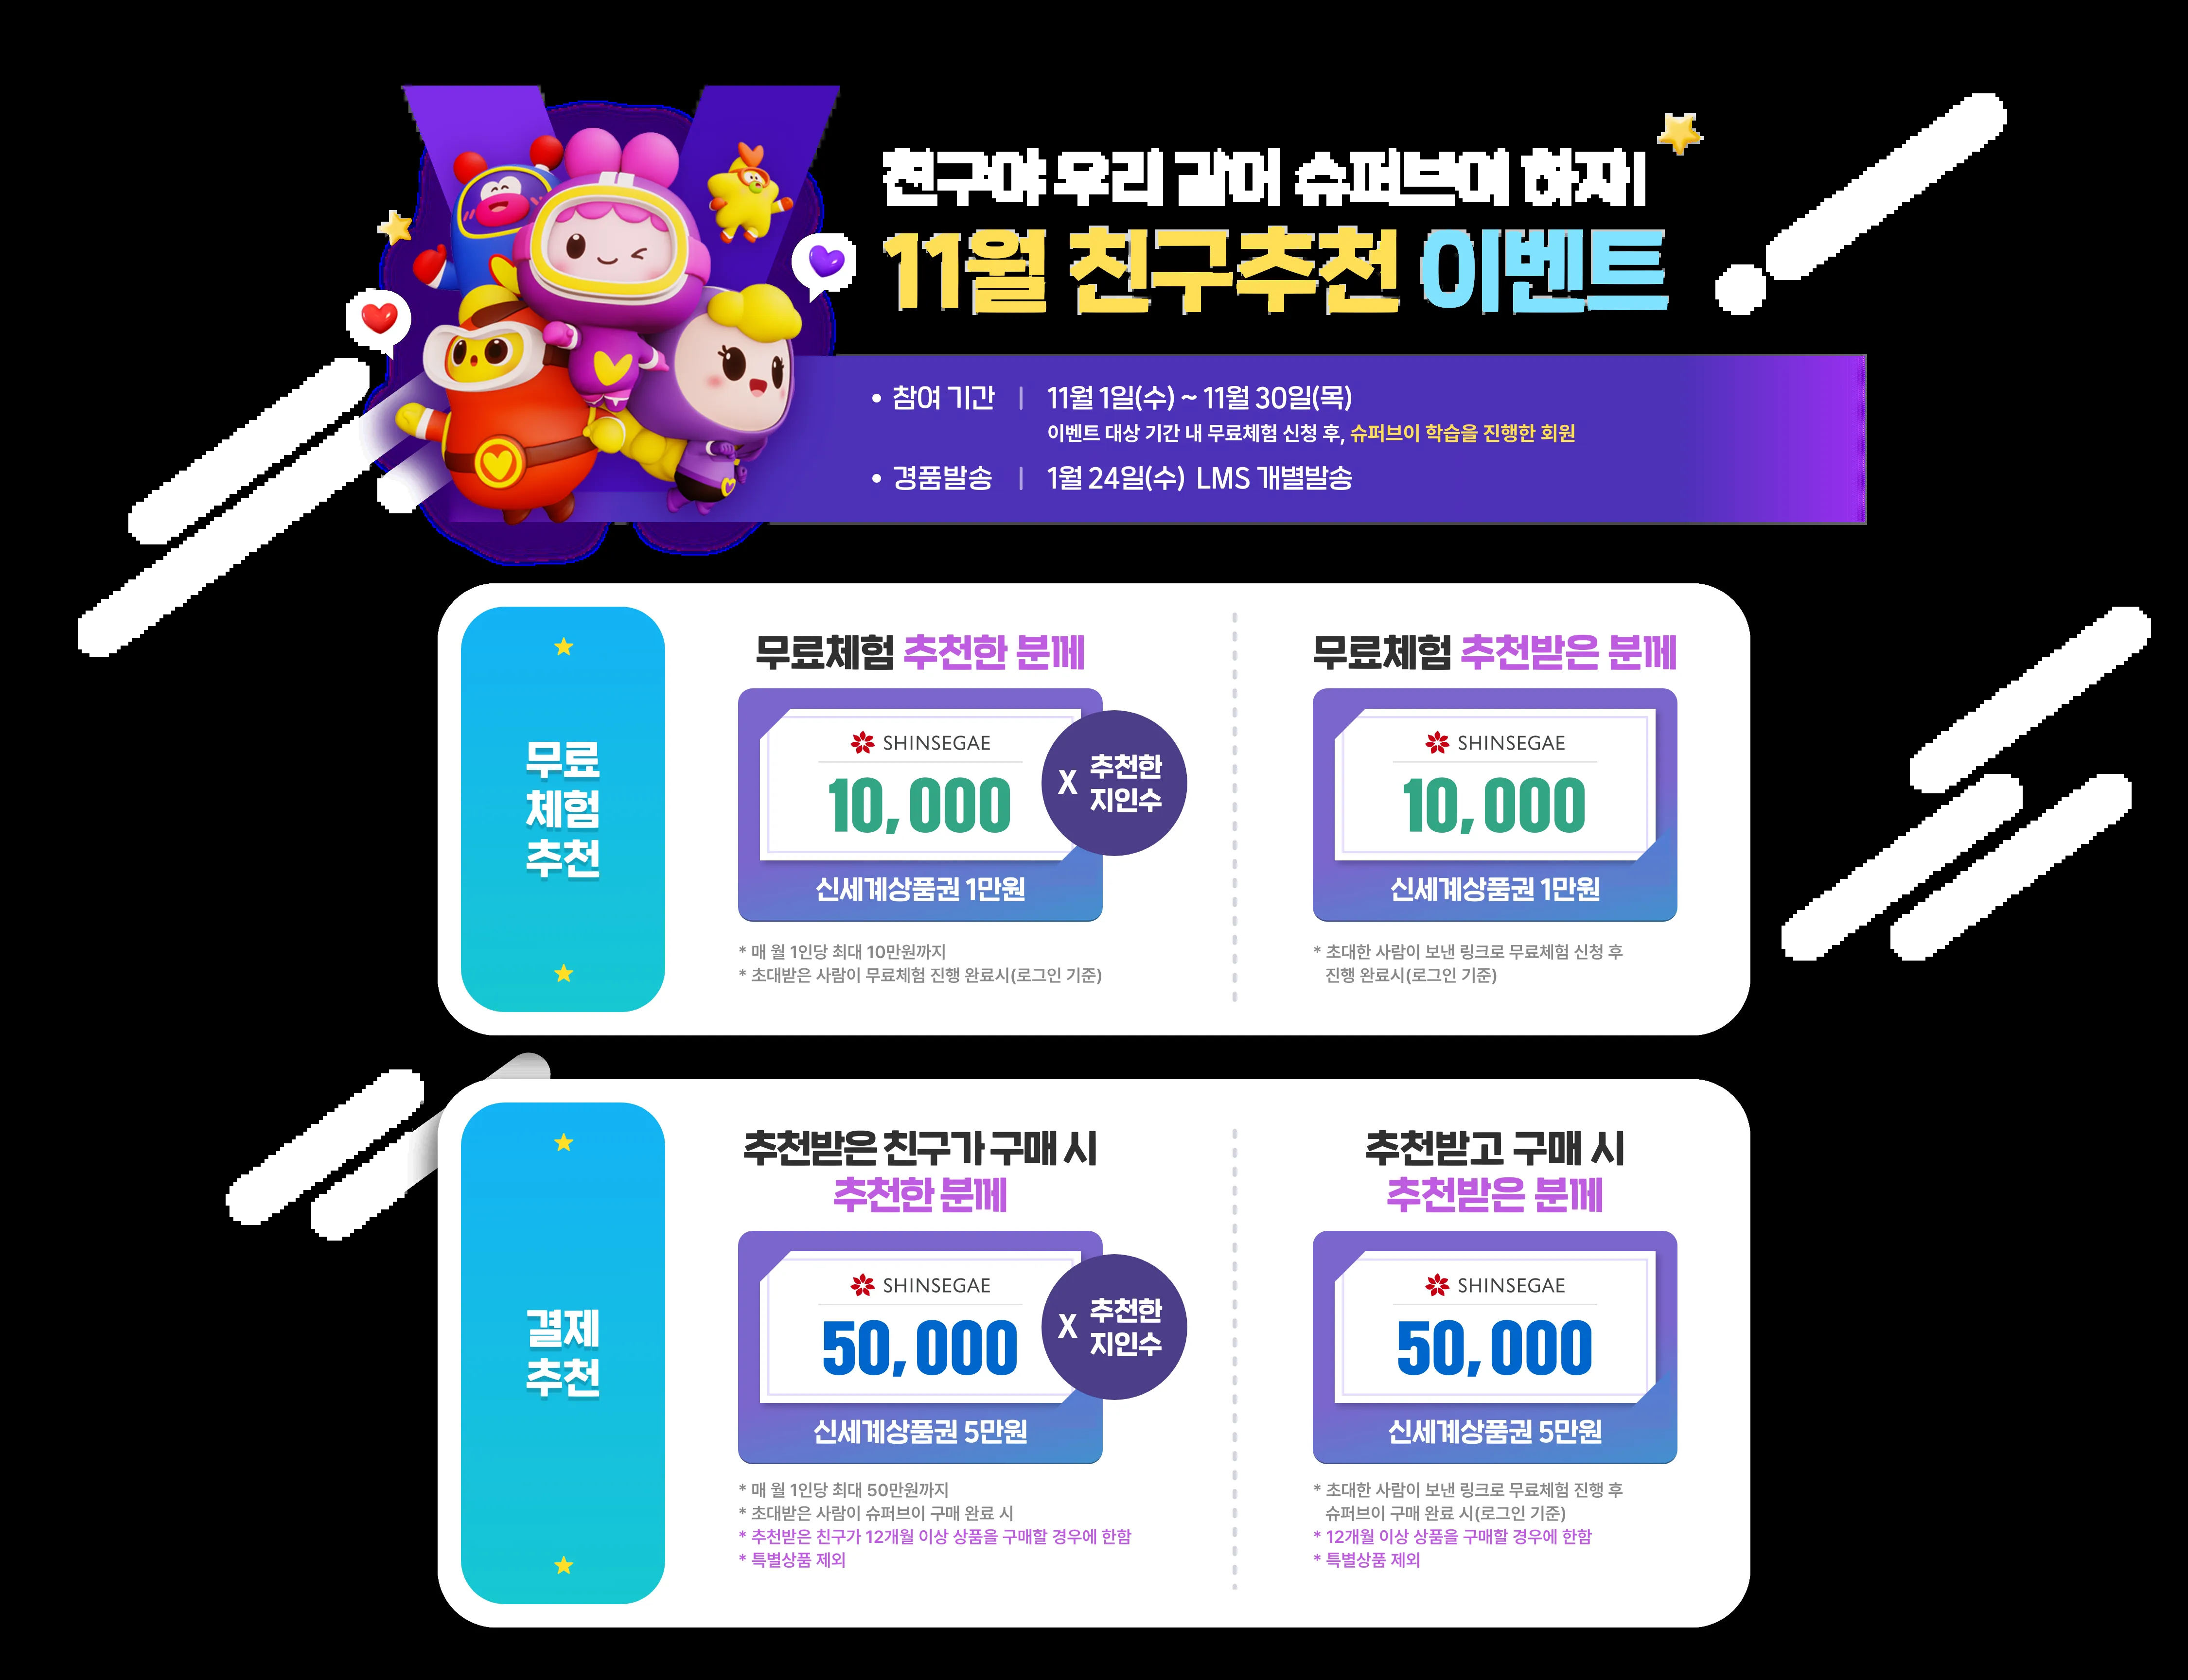 친구야 우리 같이 슈퍼브이 하자!
11월 친구추천 이벤트
• 참여 기간 | 11월 1일(수) ~ 11월 30일(목)
이벤트 대상 기간 내 무료체험 신청 후, 슈퍼브이 학습을 진행한 회원
• 경품발송 | 1월 24일(수) LMS 개별발송
무료
체험
추천
무료체험 추천한 분께
SHINSEGAE
10,000
X 추천한
지인수
신세계상품권 1만원
* 매 월 1인당 최대 10만원까지
* 초대받은 사람이 무료체험 진행 완료시(로그인 기준)
무료체험 추천받은 분께
SHINSEGAE
10,000
신세계상품권 1만원
* 초대한 사람이 보낸 링크로 무료체험 신청 후
진행 완료시(로그인 기준)
결제
추천
추천받은 친구가 구매 시
추천한 분께
SHINSEGAE
50,000
X 추천한
지인수
신세계상품권 5만원
* 매 월 1인당 최대 50만원까지
* 초대받은 사람이 슈퍼브이 구매 완료 시
* 추천받은 친구가 12개월 이상 상품을 구매할 경우에 한함
* 특별상품 제외
추천받고 구매 시
추천받은 분께
SHINSEGAE
50,000
신세계상품권 5만원
* 초대한 사람이 보낸 링크로 무료체험 진행 후
슈퍼브이 구매 완료 시(로그인 기준)
* 12개월 이상 상품을 구매할 경우에 한함
* 특별상품 제외